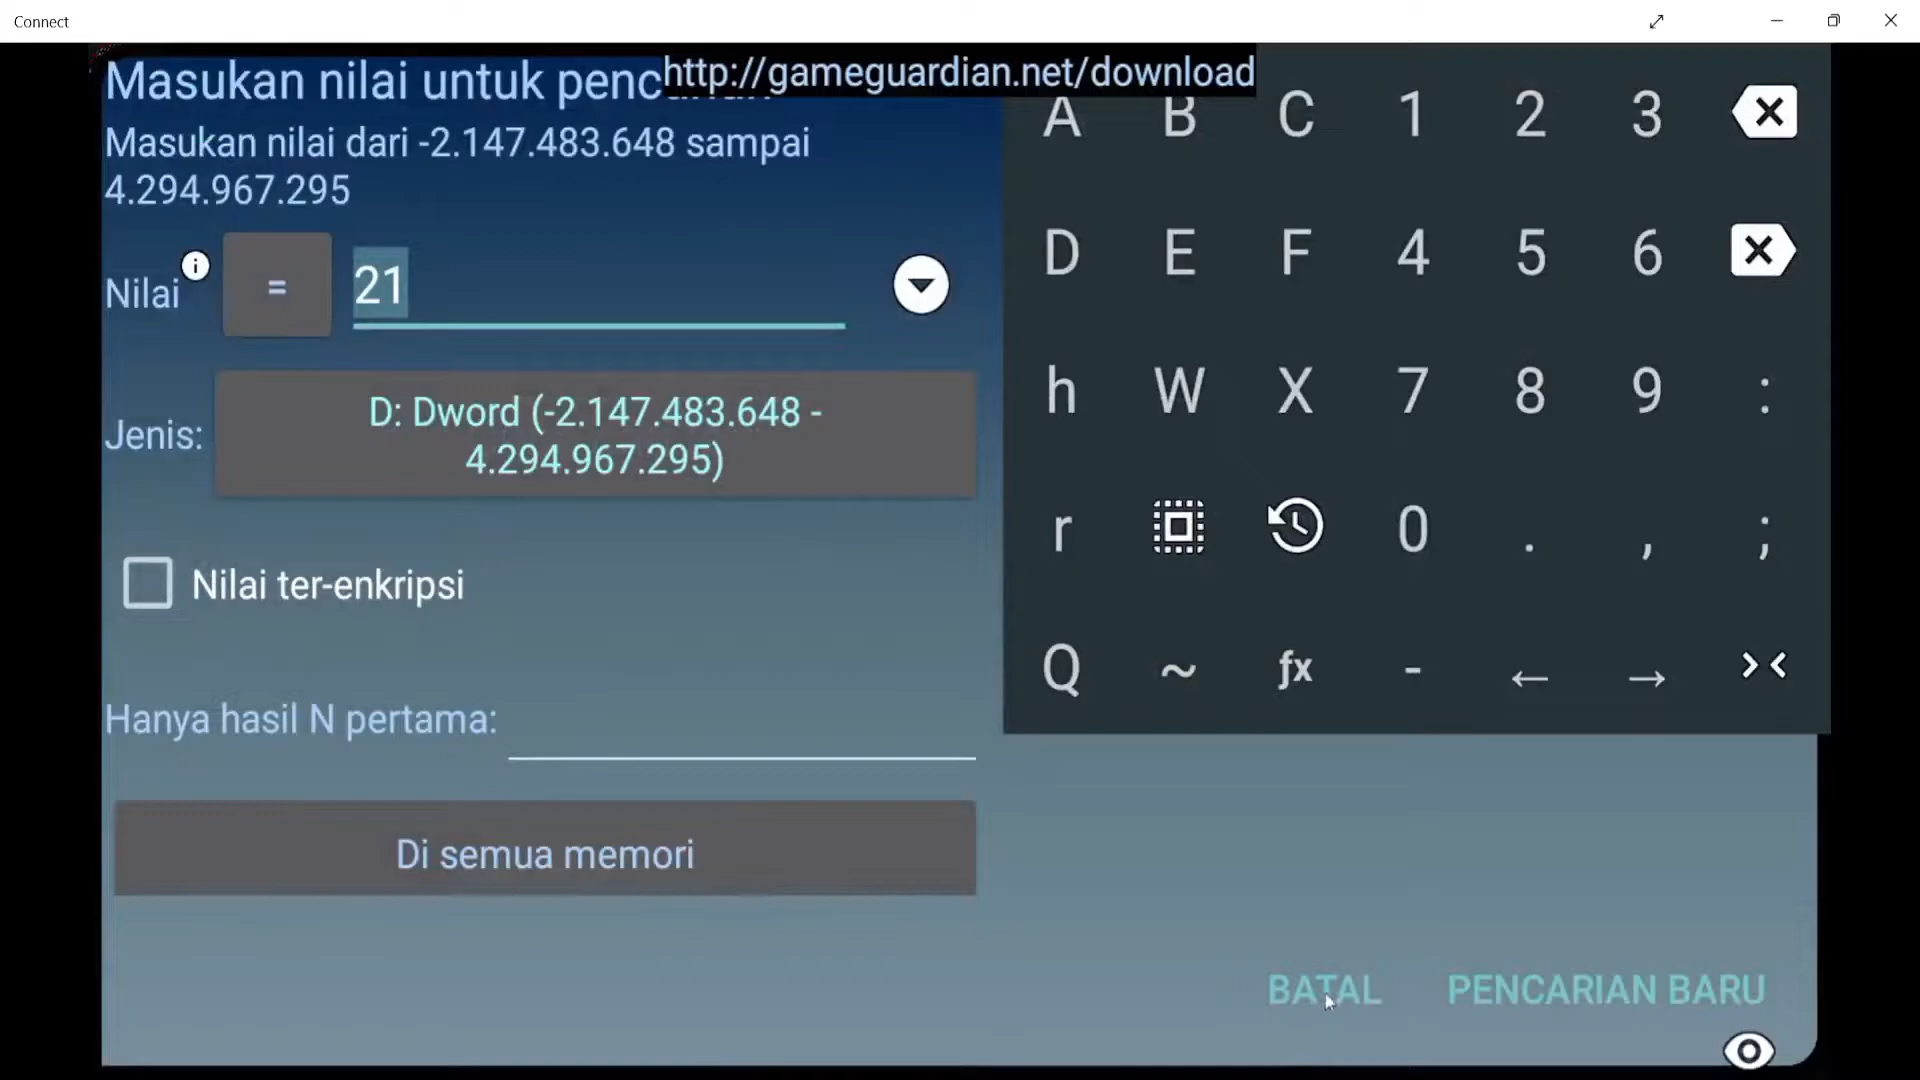 Connect
Masukan nilai untuk penc
http://gameguardian.net/download
Masukan nilai dari -2.147.483.648 sampai
4.294.967.295
Nilai
=
21
Jenis:
D: Dword (-2.147.483.648 -
4.294.967.295)
Nilai ter-enkripsi
Hanya hasil N pertama:
Di semua memori
A B C 1 2 3
D E F 4 5 6
h W X 7 8 9 :
r 0 . , ;
Q ~ ƒx - ← → > <
BATAL PENCARIAN BARU